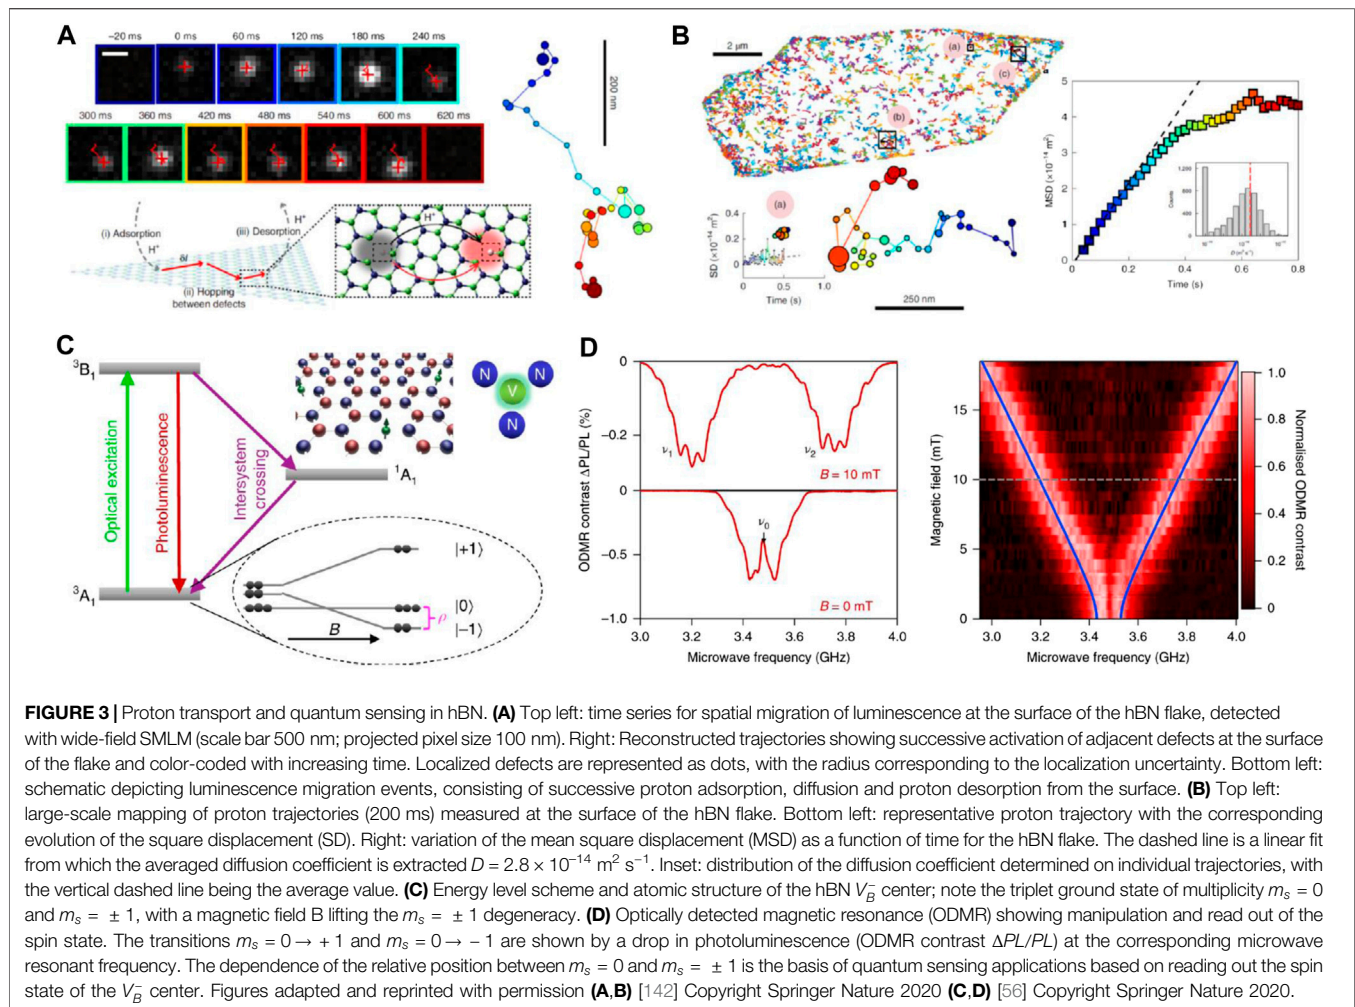 A
−20 ms 0 ms 60 ms 120 ms 180 ms 240 ms
300 ms 360 ms 420 ms 480 ms 540 ms 600 ms 620 ms
200 nm
(i) Adsorption
H⁺
(iii) Desorption
H⁺
δl
(ii) Hopping
between defects
H⁺
B
2 μm
(a)
(c)
(b)
(a)
SD (×10⁻¹⁴ m²)
0.4
0.2
0
0 0.5 1.0
Time (s)
250 nm
MSD (×10⁻¹⁴ m²)
5
4
3
2
1
0
0 0.2 0.4 0.6 0.8
Time (s)
Counts
1,200
800
400
0
D (m² s⁻¹)
C
³B₁
¹A₁
³A₁
Optical excitation
Photoluminescence
Intersystem
crossing
N N
V
N
|+1⟩
|0⟩
|−1⟩
ρ
B
D
ODMR contrast ΔPL/PL (%)
0
−0.2
ν₁ ν₂
B = 10 mT
0
−0.5
−1.0
ν₀
B = 0 mT
3.0 3.2 3.4 3.6 3.8 4.0
Microwave frequency (GHz)
Magnetic field (mT)
15
10
5
0
3.0 3.2 3.4 3.6 3.8 4.0
Microwave frequency (GHz)
1.0
0.8
0.6
0.4
0.2
0
Normalised ODMR contrast
FIGURE 3 | Proton transport and quantum sensing in hBN. (A) Top left: time series for spatial migration of luminescence at the surface of the hBN flake, detected
with wide-field SMLM (scale bar 500 nm; projected pixel size 100 nm). Right: Reconstructed trajectories showing successive activation of adjacent defects at the surface
of the flake and color-coded with increasing time. Localized defects are represented as dots, with the radius corresponding to the localization uncertainty. Bottom left:
schematic depicting luminescence migration events, consisting of successive proton adsorption, diffusion and proton desorption from the surface. (B) Top left:
large-scale mapping of proton trajectories (200 ms) measured at the surface of the hBN flake. Bottom left: representative proton trajectory with the corresponding
evolution of the square displacement (SD). Right: variation of the mean square displacement (MSD) as a function of time for the hBN flake. The dashed line is a linear fit
from which the averaged diffusion coefficient is extracted D = 2.8 × 10⁻¹⁴ m² s⁻¹. Inset: distribution of the diffusion coefficient determined on individual trajectories, with
the vertical dashed line being the average value. (C) Energy level scheme and atomic structure of the hBN V_B⁻ center; note the triplet ground state of multiplicity mₛ = 0
and mₛ = ± 1, with a magnetic field B lifting the mₛ = ± 1 degeneracy. (D) Optically detected magnetic resonance (ODMR) showing manipulation and read out of the
spin state. The transitions mₛ = 0 → + 1 and mₛ = 0 → − 1 are shown by a drop in photoluminescence (ODMR contrast ΔPL/PL) at the corresponding microwave
resonant frequency. The dependence of the relative position between mₛ = 0 and mₛ = ± 1 is the basis of quantum sensing applications based on reading out the spin
state of the V_B⁻ center. Figures adapted and reprinted with permission (A,B) [142] Copyright Springer Nature 2020 (C,D) [56] Copyright Springer Nature 2020.